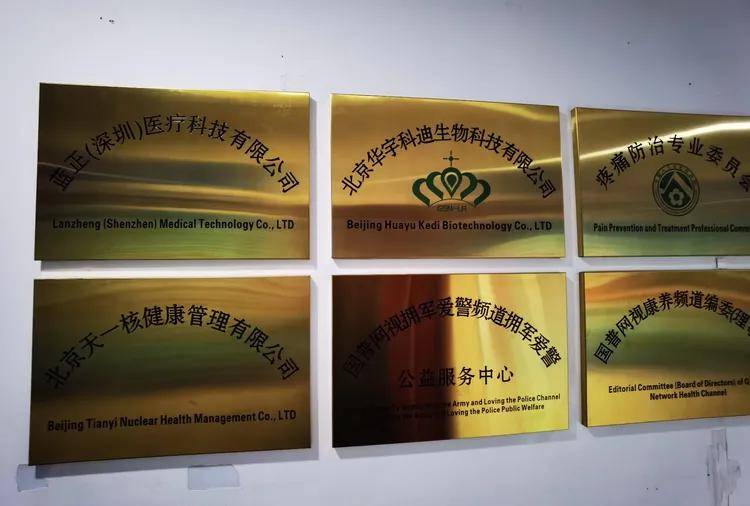 蓝正(深圳)医疗科技有限公司
Lanzheng (Shenzhen) Medical Technology Co., LTD
北京华宇科迪生物科技有限公司
Beijing Huayu Kedi Biotechnology Co., LTD
疼痛防治专业委员
Pain Prevention and Treatment Professional Comm
北京天一核健康管理有限公司
Beijing Tianyi Nuclear Health Management Co., LTD
国普网视拥军爱警频道拥军爱警
公益服务中心
the Army and Loving the Police Channel
and Loving the Police Public Welfare
国普网视康养频道编委(理
Editorial Committee (Board of Directors) of G
Network Health Channel